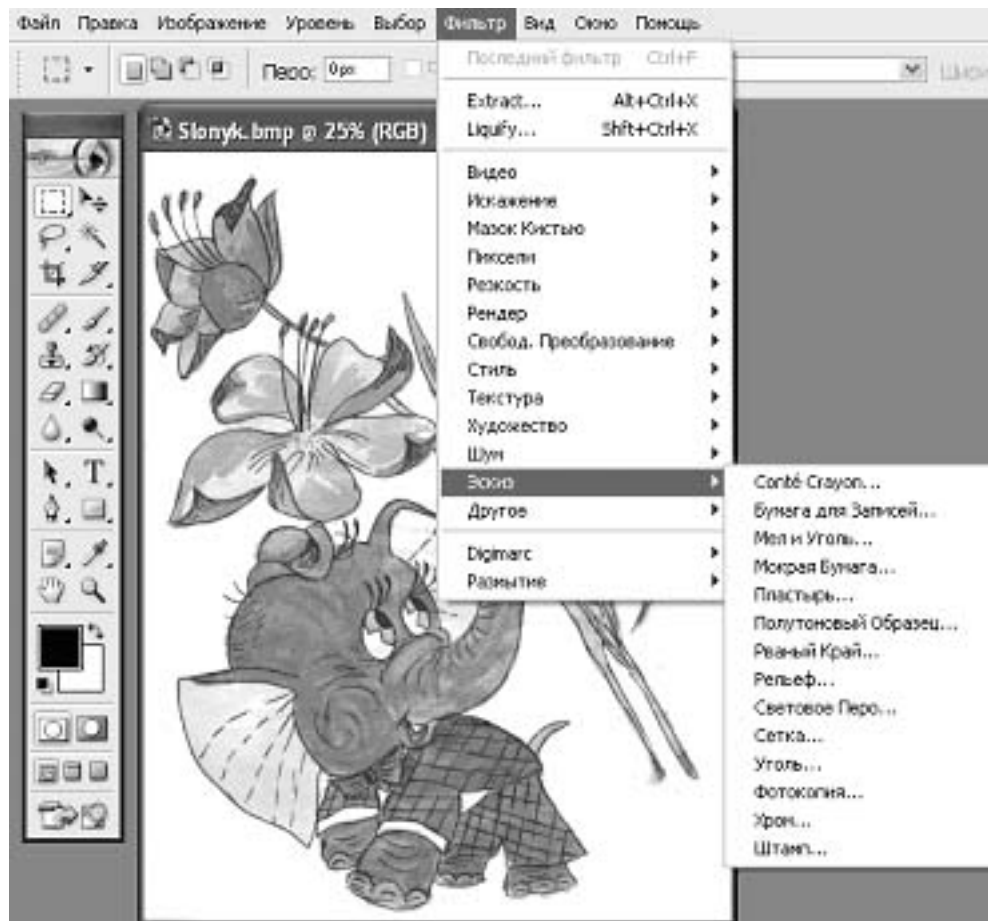 Файл Правка Изображение Уровень Выбор Фильтр Вид Окно Помощь
Перо: 0 px
Slonyk.bmp @ 25% (RGB)
Последний фильтр Ctrl+F
Extract... Alt+Ctrl+X
Liquify... Shft+Ctrl+X
Видео
Искажение
Мазок Кистью
Пиксели
Резкость
Рендер
Свобод. Преобразование
Стиль
Текстура
Художество
Шум
Эскиз
Другое
Digimarc
Размытие
Conté Crayon...
Бумага для Записей...
Мел и Уголь...
Мокрая Бумага...
Пластырь...
Полутоновый Образец...
Рваный Край...
Рельеф...
Световое Перо...
Сетка...
Уголь...
Фотокопия...
Хром...
Штамп...